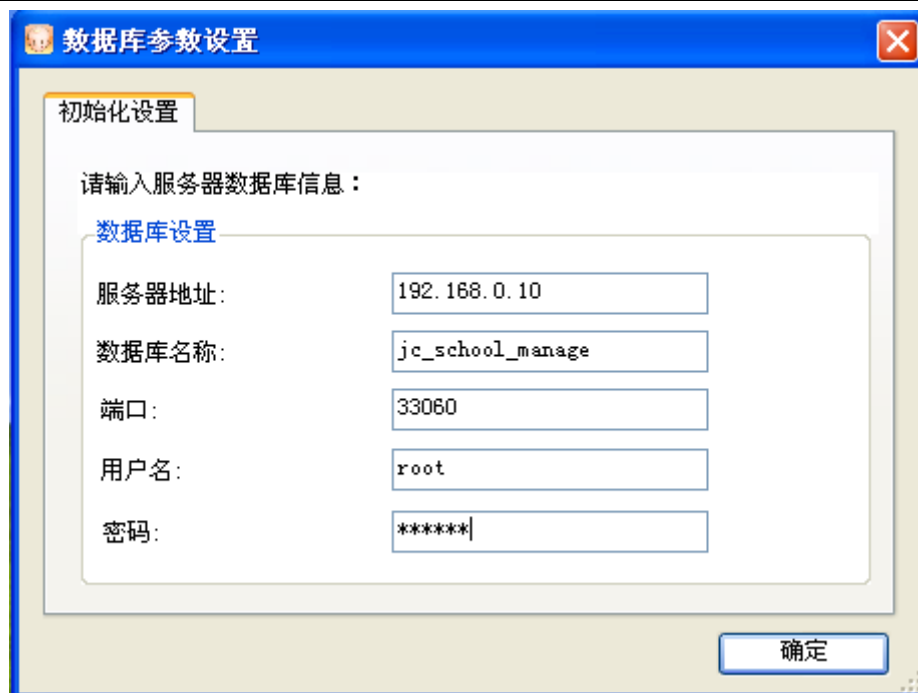 数据库参数设置
初始化设置
请输入服务器数据库信息：
数据库设置
服务器地址: 192.168.0.10
数据库名称: jc_school_manage
端口: 33060
用户名: root
密码: ******
确定